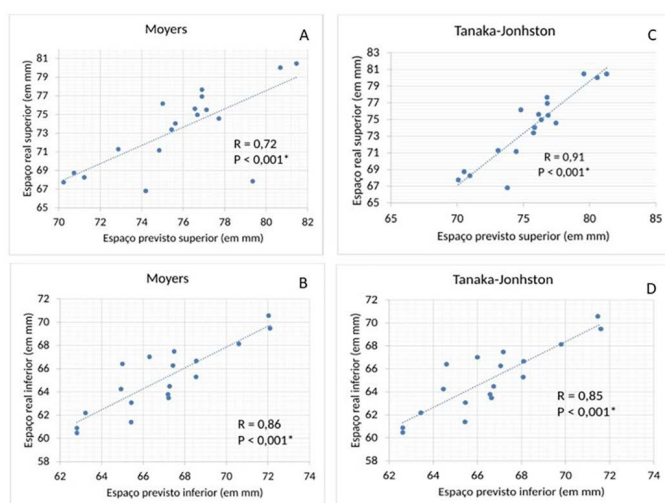 Moyers
A
Espaço real superior (em mm)
81
79
77
75
73
71
69
67
65
R = 0,72
P < 0,001*
70 72 74 76 78 80 82
Espaço previsto superior (em mm)
Tanaka-Jonhston
C
Espaço real superior (em mm)
83
81
79
77
75
73
71
69
67
65
R = 0,91
P < 0,001*
65 70 75 80 85
Espaço previsto superior (em mm)
Moyers
B
Espaço real inferior (em mm)
72
70
68
66
64
62
60
58
R = 0,86
P < 0,001*
62 64 66 68 70 72 74
Espaço previsto inferior (em mm)
Tanaka-Jonhston
D
Espaço real inferior (em mm)
72
70
68
66
64
62
60
58
R = 0,85
P < 0,001*
62 64 66 68 70 72 74
Espaço previsto inferior (em mm)